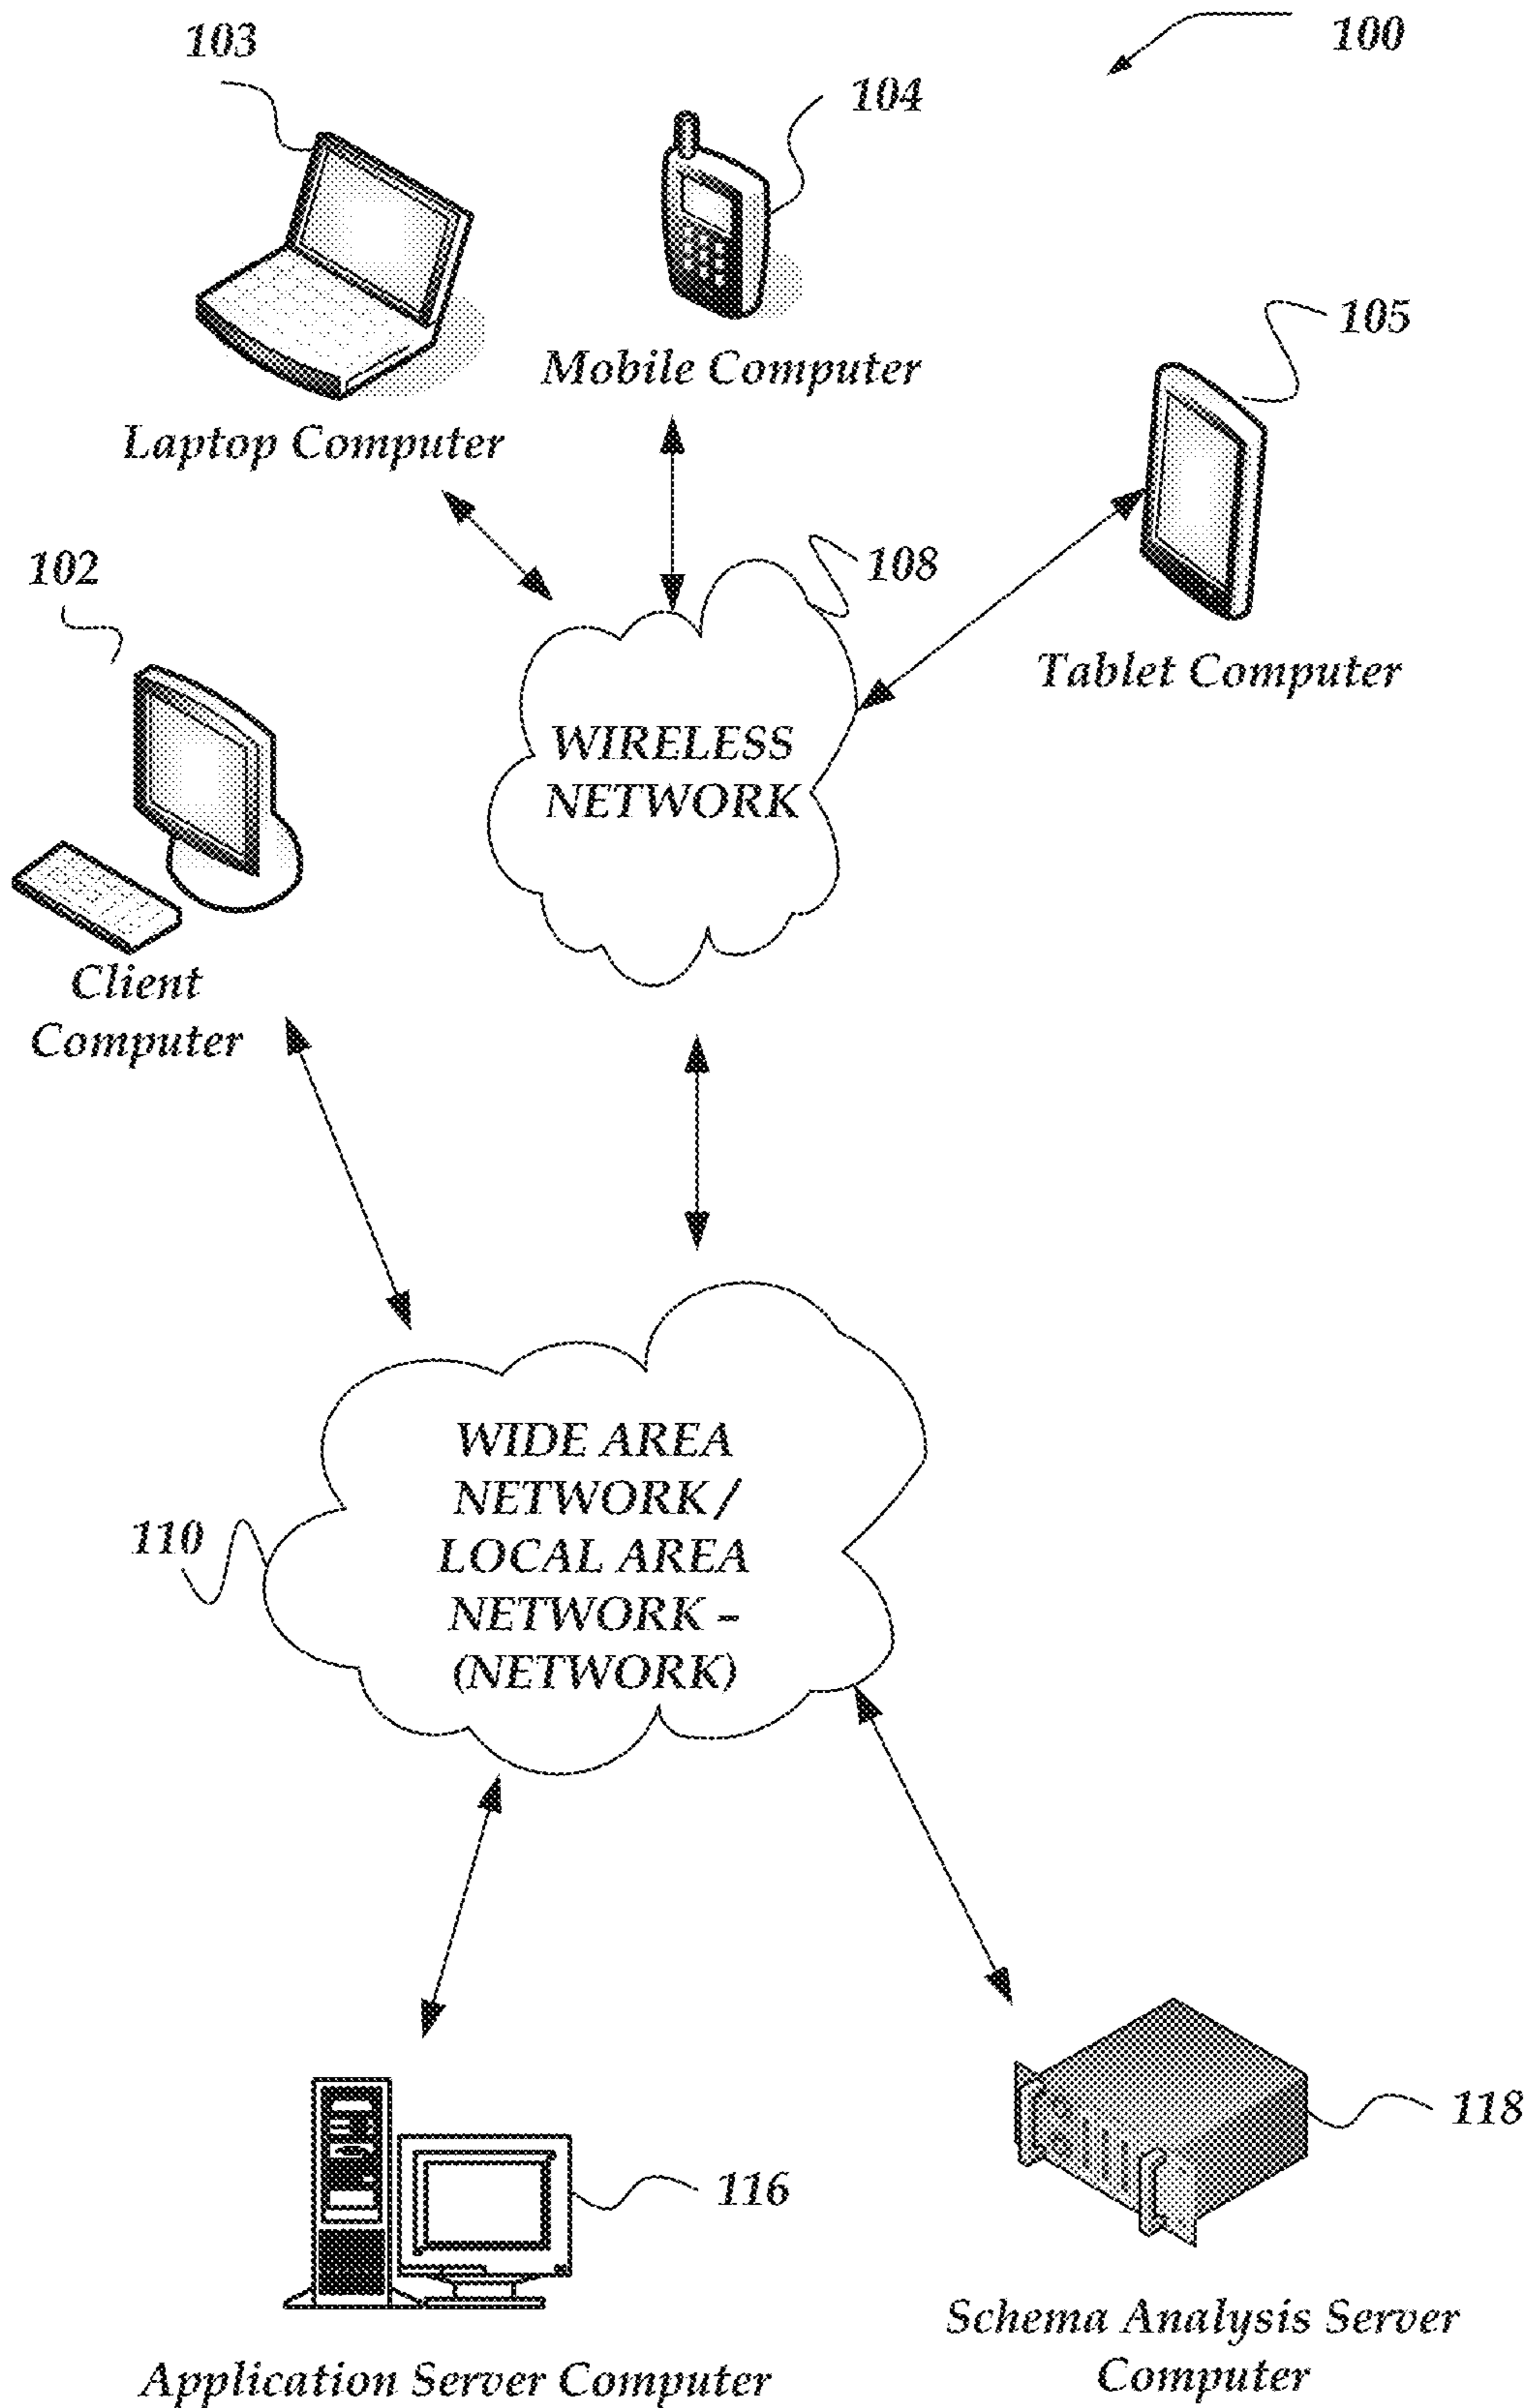 103
100
104
Mobile Computer
105
Laptop Computer
102
108
Tablet Computer
WIRELESS
NETWORK
Client
Computer
WIDE AREA
NETWORK /
LOCAL AREA
NETWORK –
(NETWORK)
110
116
118
Schema Analysis Server
Computer
Application Server Computer